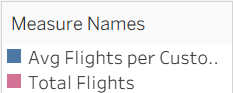 Measure Names
Avg Flights per Custo..
Total Flights